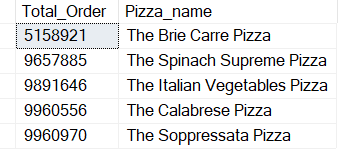 Total_Order Pizza_name
5158921 The Brie Carre Pizza
9657885 The Spinach Supreme Pizza
9891646 The Italian Vegetables Pizza
9960556 The Calabrese Pizza
9960970 The Soppressata Pizza